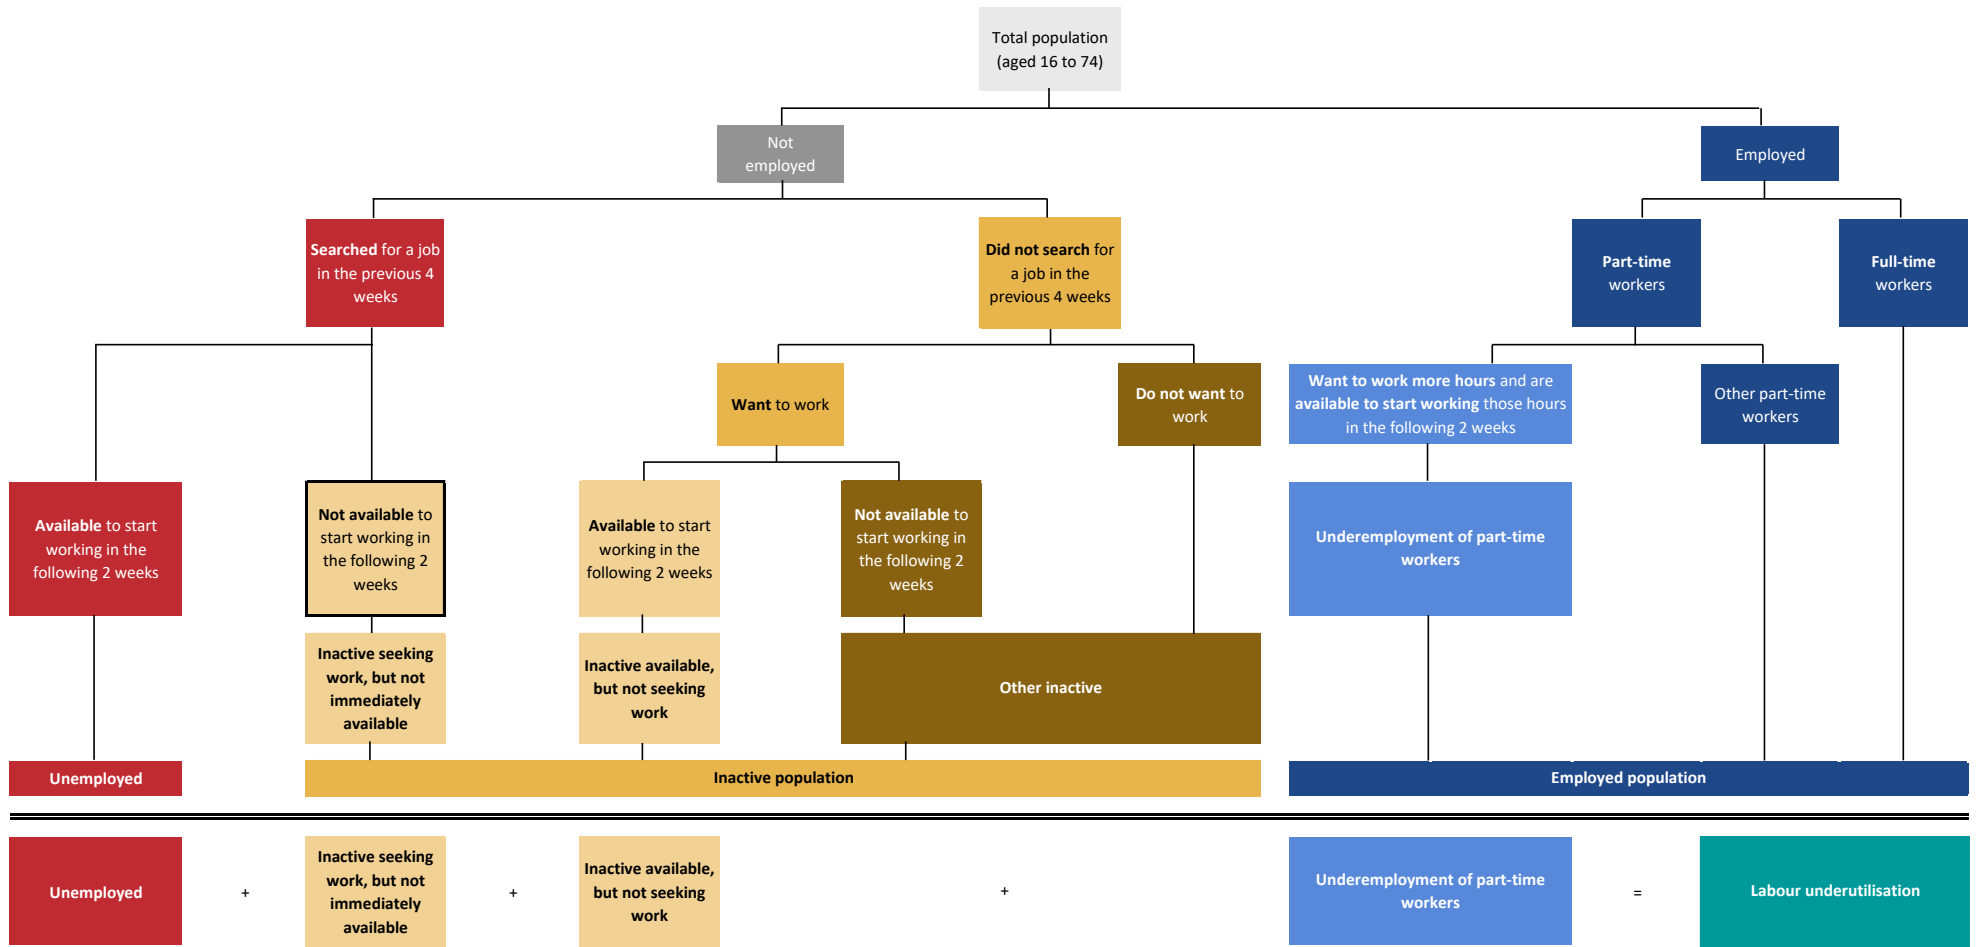 Total population
(aged 16 to 74)
Not
employed
Employed
Searched for a job
in the previous 4
weeks
Did not search for
a job in the
previous 4 weeks
Part-time
workers
Full-time
workers
Want to work
Do not want to
work
Want to work more hours and are
available to start working those hours
in the following 2 weeks
Other part-time
workers
Available to start
working in the
following 2 weeks
Not available to
start working in
the following 2
weeks
Available to start
working in the
following 2 weeks
Not available to
start working in
the following 2
weeks
Underemployment of part-time
workers
Inactive seeking
work, but not
immediately
available
Inactive available,
but not seeking
work
Other inactive
Unemployed
Inactive population
Employed population
Unemployed
+
Inactive seeking
work, but not
immediately
available
+
Inactive available,
but not seeking
work
+
Underemployment of part-time
workers
=
Labour underutilisation